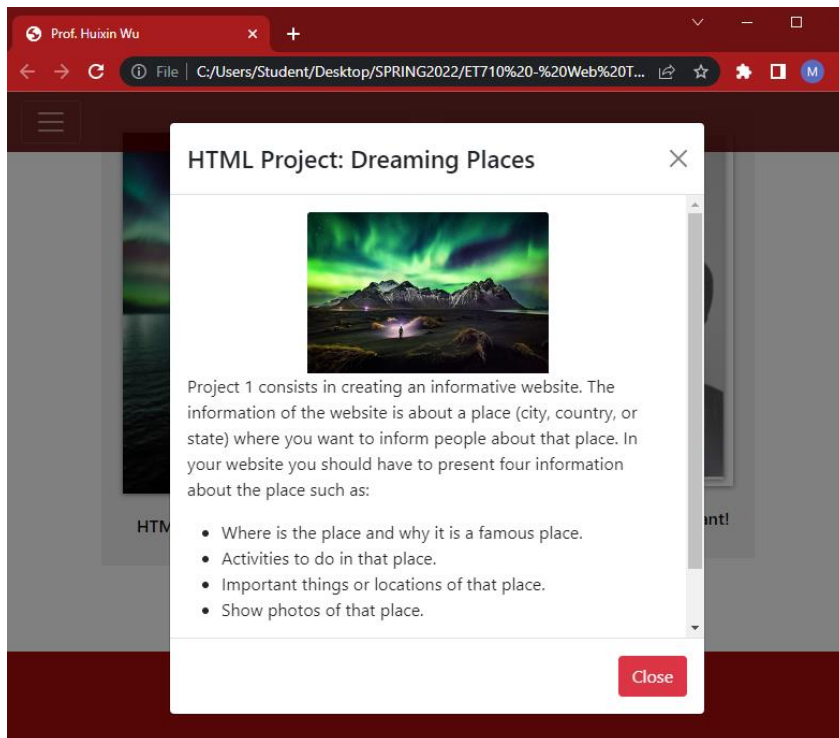 Prof. Huixin Wu
File | C:/Users/Student/Desktop/SPRING2022/ET710%20-%20Web%20T...
M
HTML Project: Dreaming Places
Project 1 consists in creating an informative website. The
information of the website is about a place (city, country, or
state) where you want to inform people about that place. In
your website you should have to present four information
about the place such as:
• Where is the place and why it is a famous place.
• Activities to do in that place.
• Important things or locations of that place.
• Show photos of that place.
HTM
ant!
Close